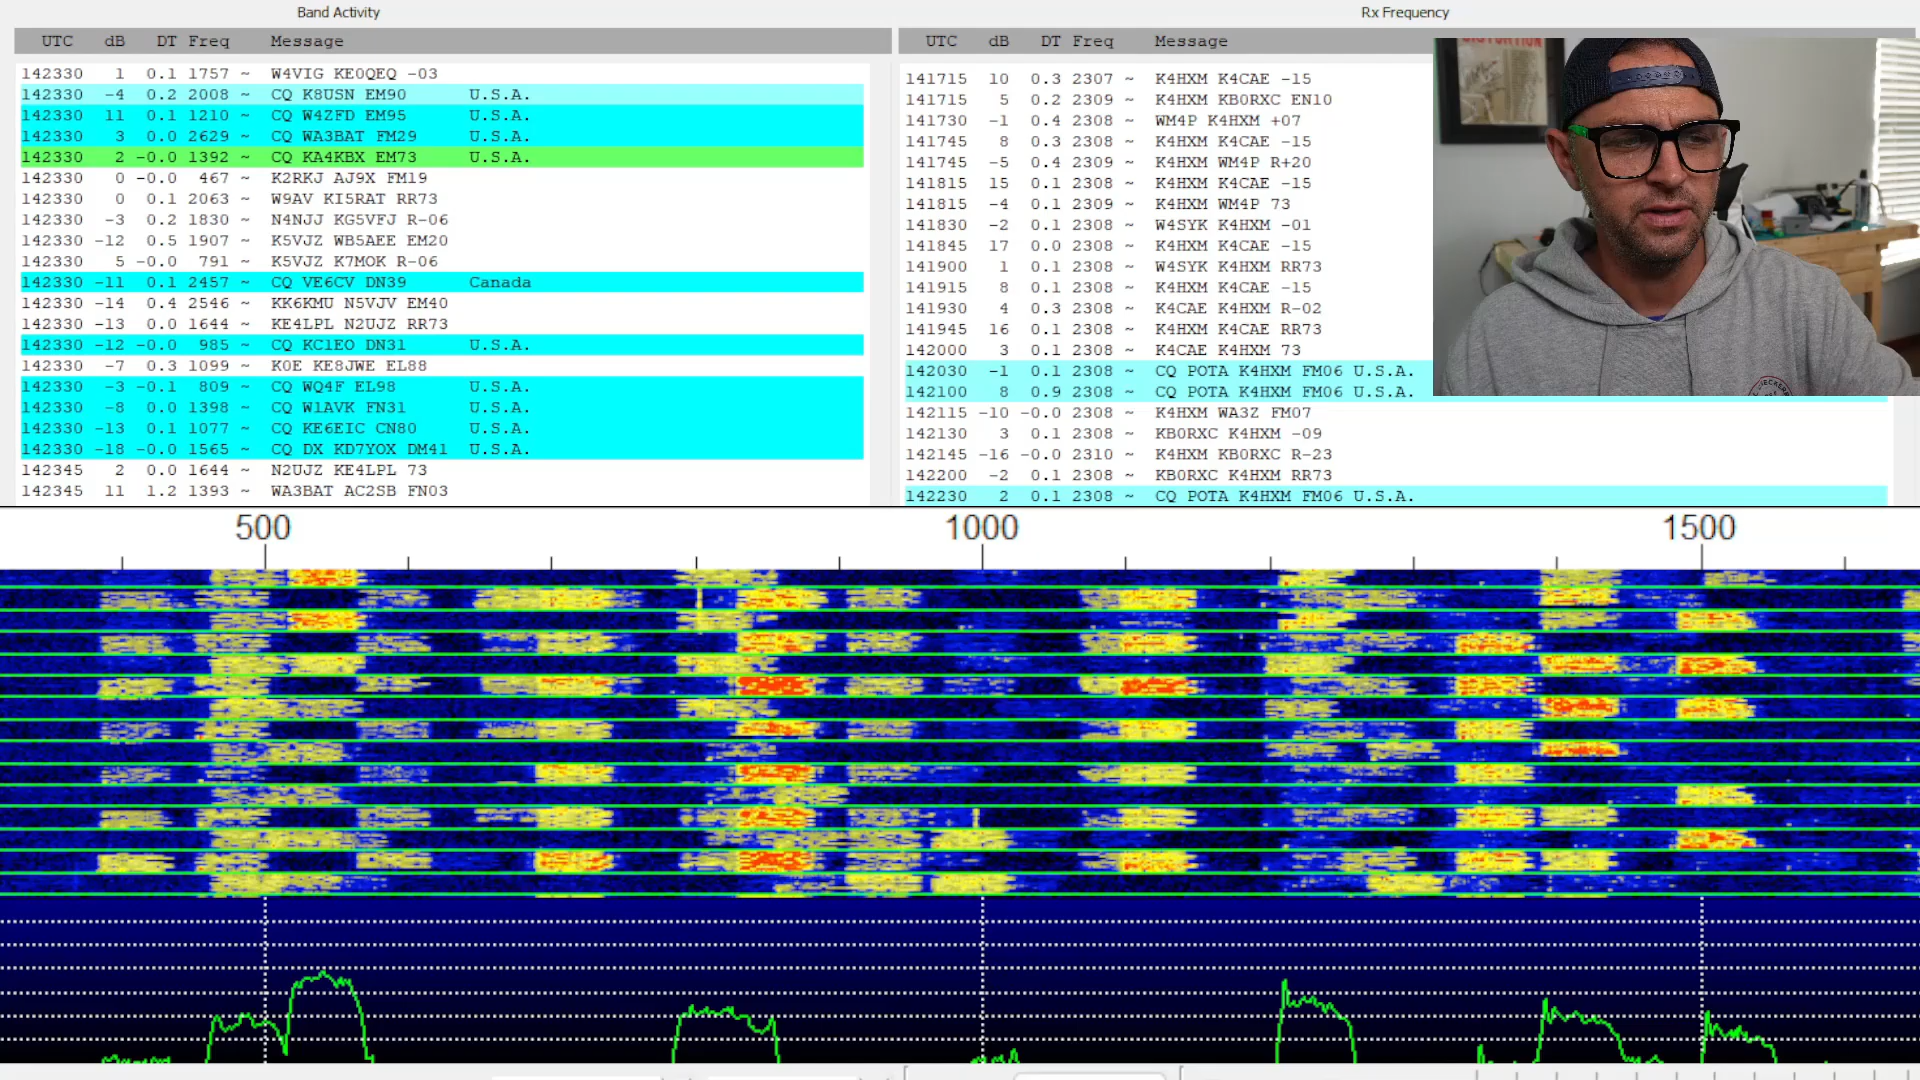 Band Activity
UTC dB DT Freq Message
142330 1 0.1 1757 ~ W4VIG KE0QEQ -03
142330 -4 0.2 2008 ~ CQ K8USN EM90 U.S.A.
142330 11 0.1 1210 ~ CQ W4ZFD EM95 U.S.A.
142330 3 0.0 2629 ~ CQ WA3BAT FM29 U.S.A.
142330 2 -0.0 1392 ~ CQ KA4KBX EM73 U.S.A.
142330 0 -0.0 467 ~ K2RKJ AJ9X FM19
142330 0 0.1 2063 ~ W9AV KI5RAT RR73
142330 -3 0.2 1830 ~ N4NJJ KG5VFJ R-06
142330 -12 0.5 1907 ~ K5VJZ WB5AEE EM20
142330 5 -0.0 791 ~ K5VJZ K7MOK R-06
142330 -11 0.1 2457 ~ CQ VE6CV DN39 Canada
142330 -14 0.4 2546 ~ KK6KMU N5VJV EM40
142330 -13 0.0 1644 ~ KE4LPL N2UJZ RR73
142330 -12 -0.0 985 ~ CQ KC1EO DN31 U.S.A.
142330 -7 0.3 1099 ~ K0E KE8JWE EL88
142330 -3 -0.1 809 ~ CQ WQ4F EL98 U.S.A.
142330 -8 0.0 1398 ~ CQ W1AVK FN31 U.S.A.
142330 -13 0.1 1077 ~ CQ KE6EIC CN80 U.S.A.
142330 -18 -0.0 1565 ~ CQ DX KD7YOX DM41 U.S.A.
142345 2 0.0 1644 ~ N2UJZ KE4LPL 73
142345 11 1.2 1393 ~ WA3BAT AC2SB FN03
Rx Frequency
UTC dB DT Freq Message
141715 10 0.3 2307 ~ K4HXM K4CAE -15
141715 5 0.2 2309 ~ K4HXM KB0RXC EN10
141730 -1 0.4 2308 ~ WM4P K4HXM +07
141745 8 0.3 2308 ~ K4HXM K4CAE -15
141745 -5 0.4 2309 ~ K4HXM WM4P R+20
141815 15 0.1 2308 ~ K4HXM K4CAE -15
141815 -4 0.1 2309 ~ K4HXM WM4P 73
141830 -2 0.1 2308 ~ W4SYK K4HXM -01
141845 17 0.0 2308 ~ K4HXM K4CAE -15
141900 1 0.1 2308 ~ W4SYK K4HXM RR73
141915 8 0.1 2308 ~ K4HXM K4CAE -15
141930 4 0.3 2308 ~ K4CAE K4HXM R-02
141945 16 0.1 2308 ~ K4HXM K4CAE RR73
142000 3 0.1 2308 ~ K4CAE K4HXM 73
142030 -1 0.1 2308 ~ CQ POTA K4HXM FM06 U.S.A.
142100 8 0.9 2308 ~ CQ POTA K4HXM FM06 U.S.A.
142115 -10 -0.0 2308 ~ K4HXM WA3Z FM07
142130 3 0.1 2308 ~ KB0RXC K4HXM -09
142145 -16 -0.0 2310 ~ K4HXM KB0RXC R-23
142200 -2 0.1 2308 ~ KB0RXC K4HXM RR73
142230 2 0.1 2308 ~ CQ POTA K4HXM FM06 U.S.A.
500 1000 1500